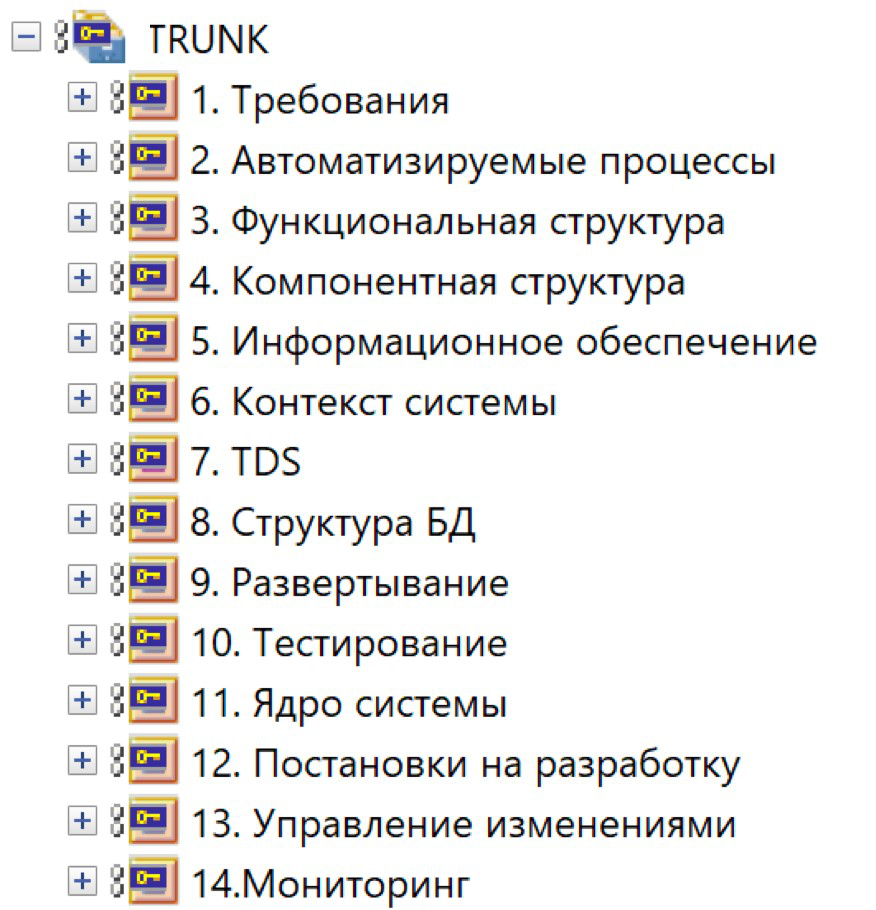 TRUNK
1. Требования
2. Автоматизируемые процессы
3. Функциональная структура
4. Компонентная структура
5. Информационное обеспечение
6. Контекст системы
7. TDS
8. Структура БД
9. Развертывание
10. Тестирование
11. Ядро системы
12. Постановки на разработку
13. Управление изменениями
14.Мониторинг